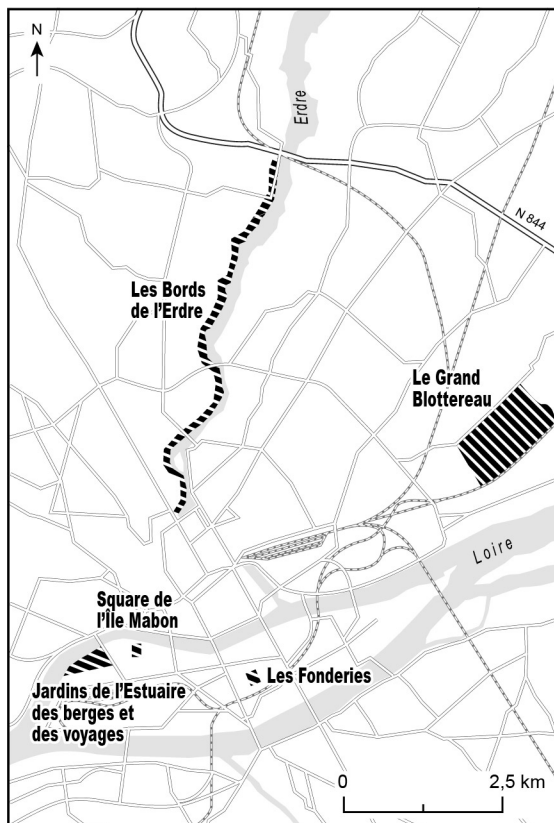 N
Erdre
N 844
Les Bords
de l'Erdre
Le Grand
Blottereau
Loire
Square de
l'Île Mabon
Les Fonderies
Jardins de l'Estuaire
des berges et
des voyages
0
2,5 km